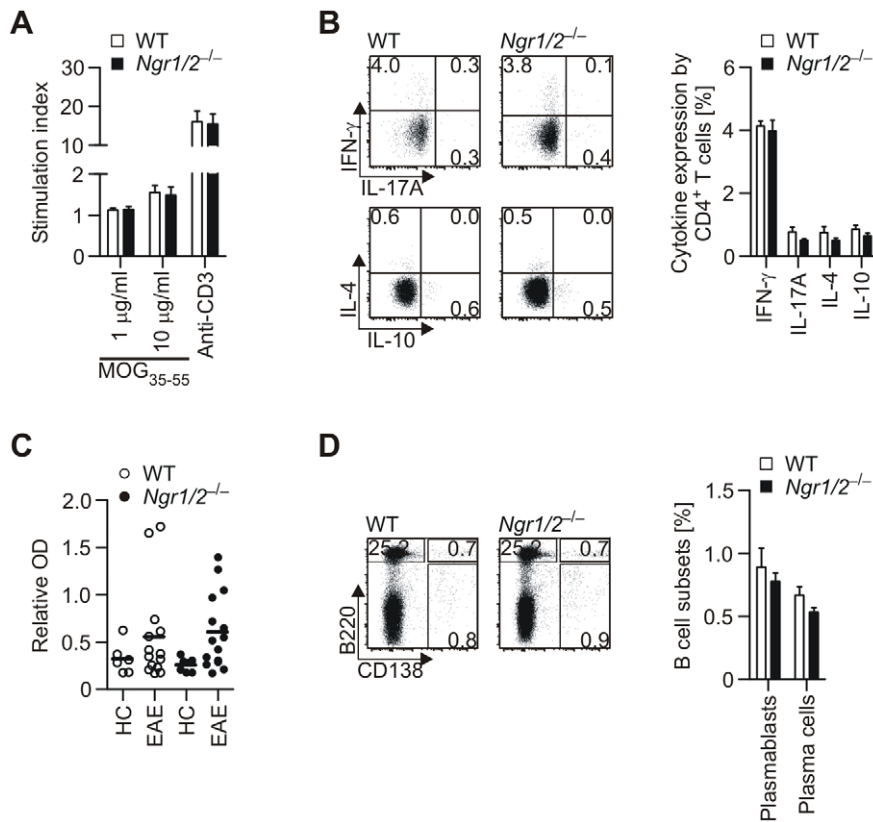 A
WT
Ngr1/2–/–
30
20
10
2
1
0
Stimulation index
1 µg/ml
10 µg/ml
Anti-CD3
MOG35-55
B
WT
Ngr1/2–/–
4.0
0.3
0.3
3.8
0.1
0.4
IFN-γ
IL-17A
0.6
0.0
0.6
0.5
0.0
0.5
IL-4
IL-10
WT
Ngr1/2–/–
6
4
2
0
Cytokine expression by
CD4+ T cells [%]
IFN-γ
IL-17A
IL-4
IL-10
C
WT
Ngr1/2–/–
2.0
1.5
1.0
0.5
0
Relative OD
HC
EAE
HC
EAE
D
WT
Ngr1/2–/–
0.7
0.8
0.7
0.9
B220
CD138
WT
Ngr1/2–/–
1.5
1.0
0.5
0
B cell subsets [%]
Plasmablasts
Plasma cells